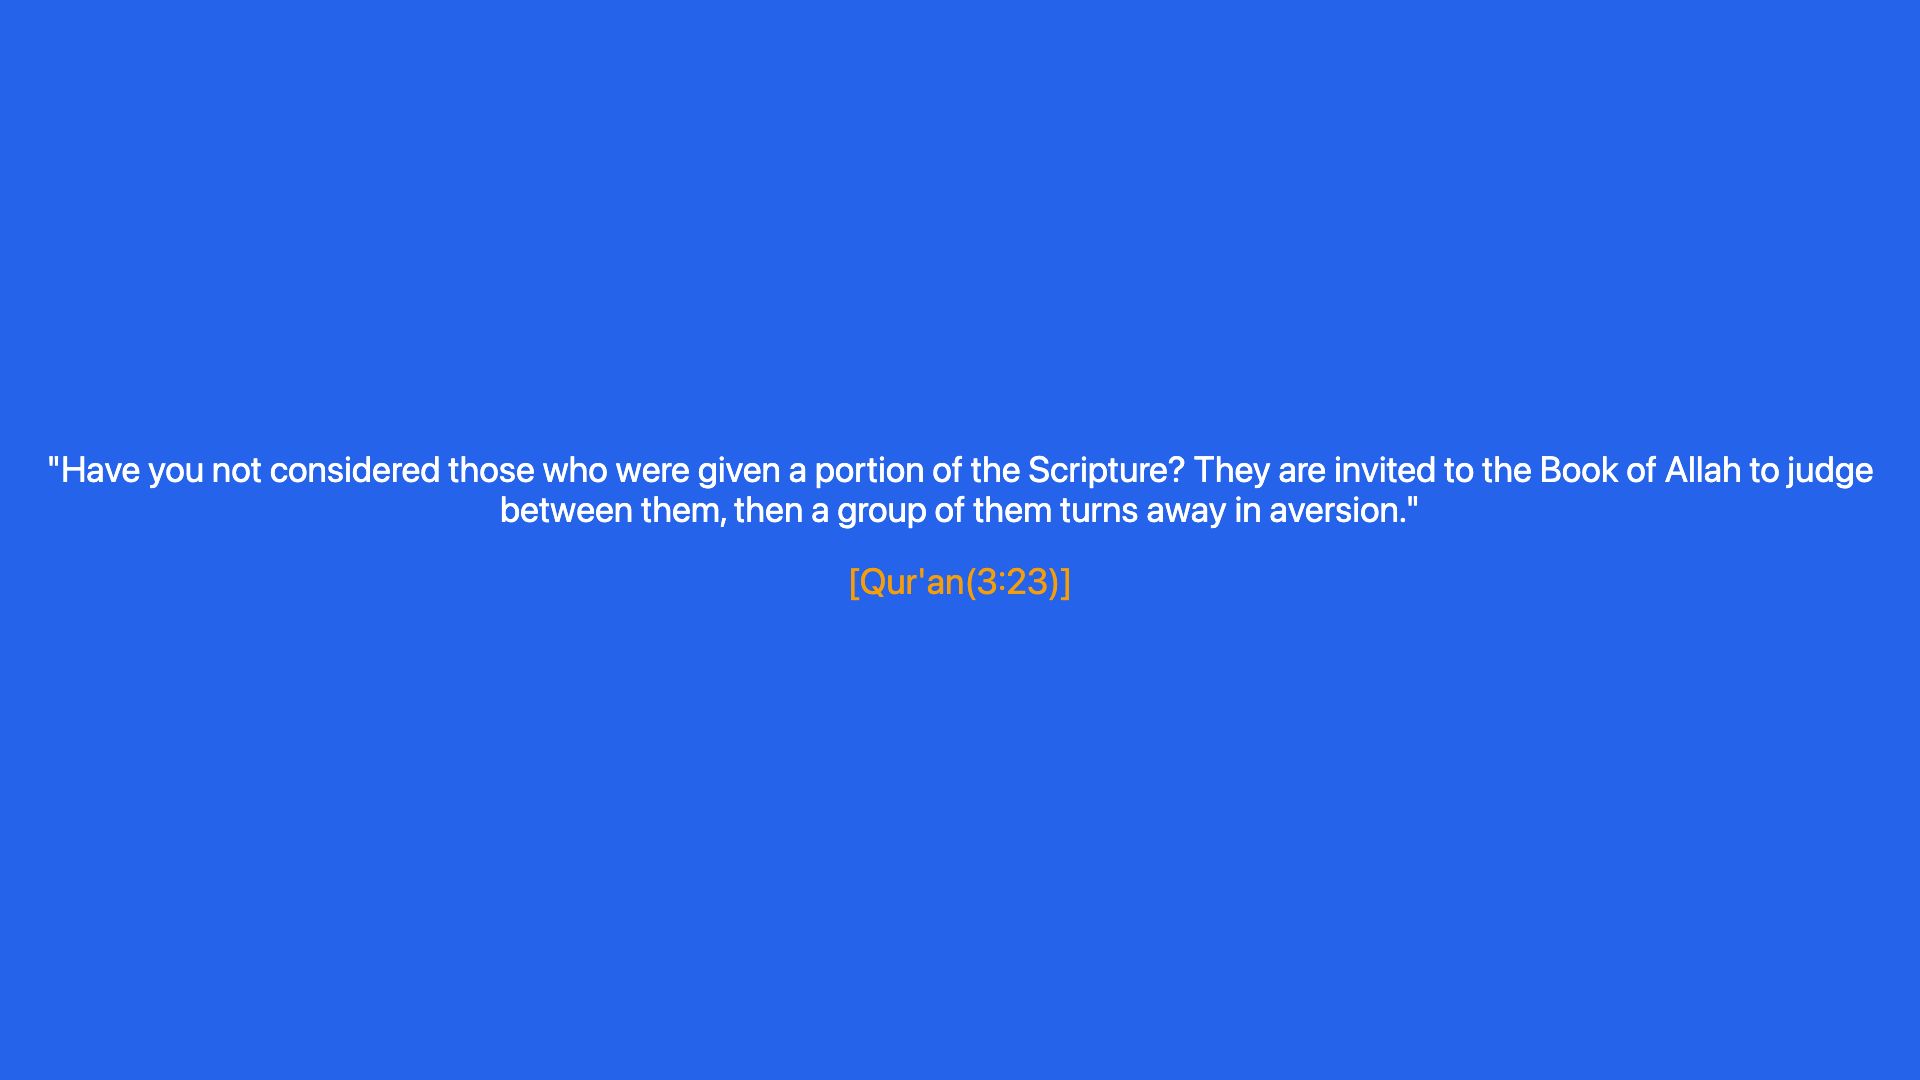 "Have you not considered those who were given a portion of the Scripture? They are invited to the Book of Allah to judge
between them, then a group of them turns away in aversion."
[Qur'an(3:23)]